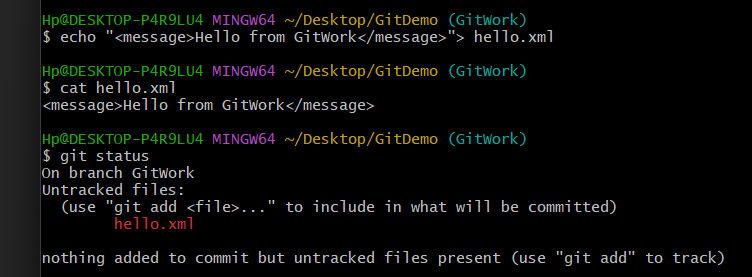 Hp@DESKTOP-P4R9LU4 MINGW64 ~/Desktop/GitDemo (GitWork)
$ echo "<message>Hello from GitWork</message>"> hello.xml
Hp@DESKTOP-P4R9LU4 MINGW64 ~/Desktop/GitDemo (GitWork)
$ cat hello.xml
<message>Hello from GitWork</message>
Hp@DESKTOP-P4R9LU4 MINGW64 ~/Desktop/GitDemo (GitWork)
$ git status
On branch GitWork
Untracked files:
  (use "git add <file>..." to include in what will be committed)
        hello.xml
nothing added to commit but untracked files present (use "git add" to track)